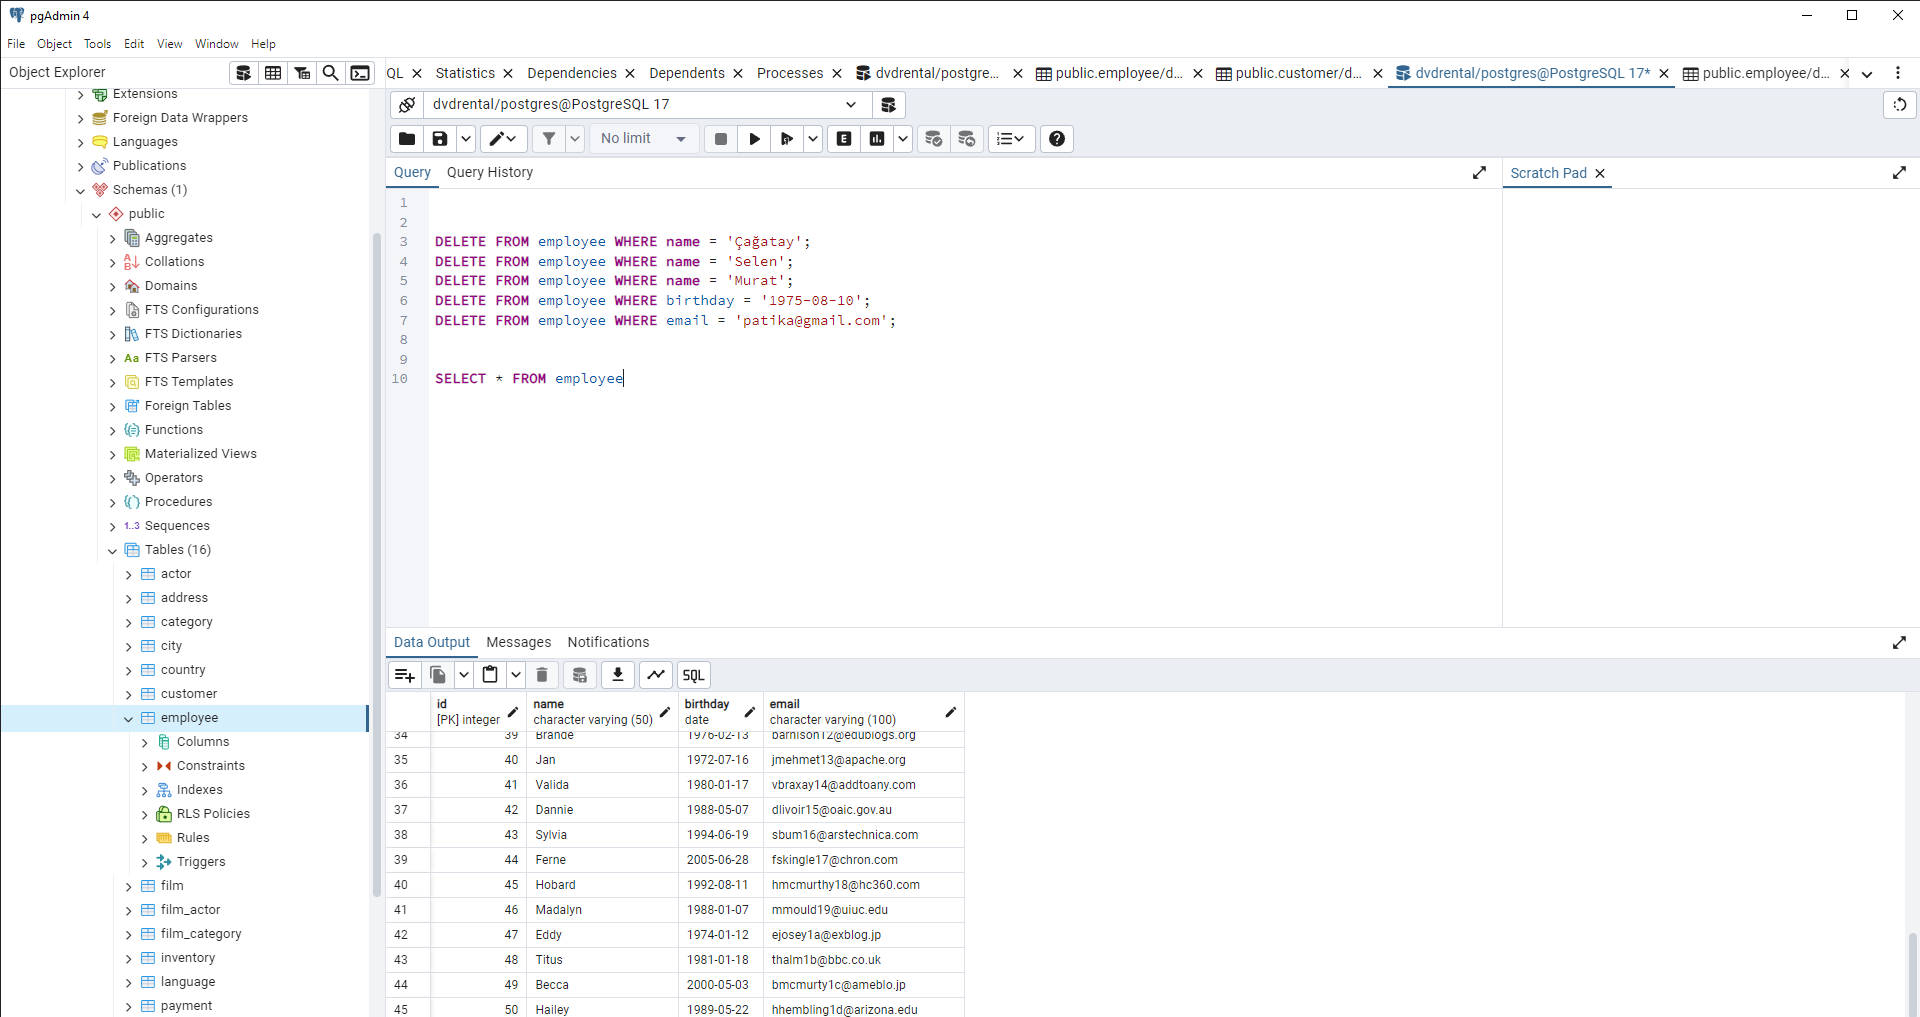 pgAdmin 4
File Object Tools Edit View Window Help
Object Explorer
QL Statistics Dependencies Dependents Processes dvdrental/postgre... public.employee/d... public.customer/d... dvdrental/postgres@PostgreSQL 17* public.employee/d...
Extensions
Foreign Data Wrappers
Languages
Publications
Schemas (1)
public
Aggregates
Collations
Domains
FTS Configurations
FTS Dictionaries
Aa FTS Parsers
FTS Templates
Foreign Tables
Functions
Materialized Views
Operators
Procedures
1..3 Sequences
Tables (16)
actor
address
category
city
country
customer
employee
Columns
Constraints
Indexes
RLS Policies
Rules
Triggers
film
film_actor
film_category
inventory
language
payment
dvdrental/postgres@PostgreSQL 17
No limit
E
Query Query History
Scratch Pad
1
2
3 DELETE FROM employee WHERE name = 'Çağatay';
4 DELETE FROM employee WHERE name = 'Selen';
5 DELETE FROM employee WHERE name = 'Murat';
6 DELETE FROM employee WHERE birthday = '1975-08-10';
7 DELETE FROM employee WHERE email = 'patika@gmail.com';
8
9
10 SELECT * FROM employee
Data Output Messages Notifications
SQL
id name birthday email
[PK] integer character varying (50) date character varying (100)
34 39 Brande 1976-02-13 barnison12@edublogs.org
35 40 Jan 1972-07-16 jmehmet13@apache.org
36 41 Valida 1980-01-17 vbraxay14@addtoany.com
37 42 Dannie 1988-05-07 dlivoir15@oaic.gov.au
38 43 Sylvia 1994-06-19 sbum16@arstechnica.com
39 44 Ferne 2005-06-28 fskingle17@chron.com
40 45 Hobard 1992-08-11 hmcmurthy18@hc360.com
41 46 Madalyn 1988-01-07 mmould19@uiuc.edu
42 47 Eddy 1974-01-12 ejosey1a@exblog.jp
43 48 Titus 1981-01-18 thalm1b@bbc.co.uk
44 49 Becca 2000-05-03 bmcmurty1c@ameblo.jp
45 50 Hailey 1989-05-22 hhembling1d@arizona.edu